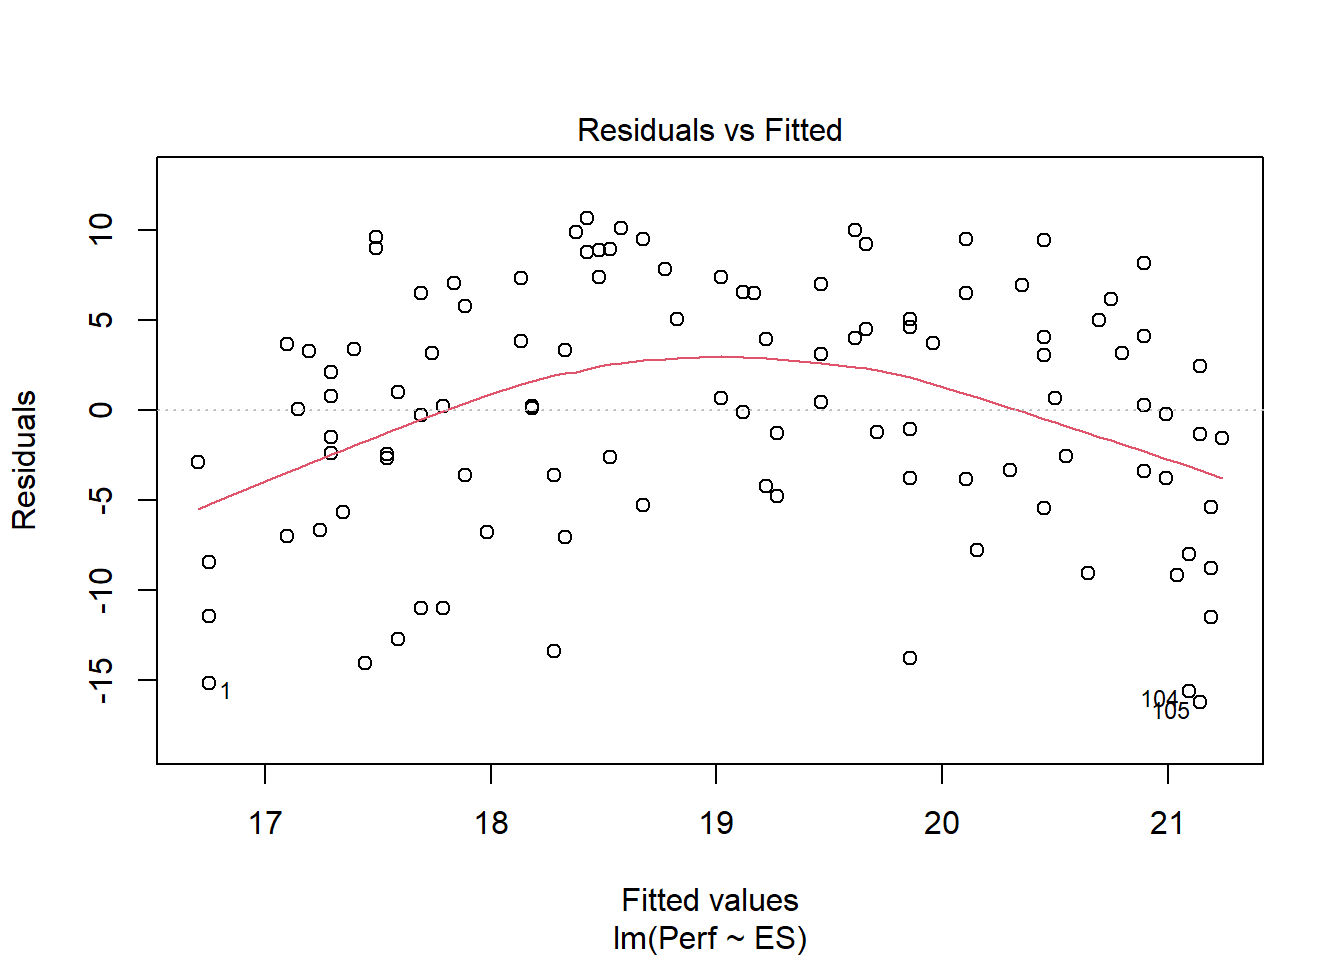 Residuals vs Fitted
Residuals
10
5
0
-5
-10
-15
1
104
105
17 18 19 20 21
Fitted values
lm(Perf ~ ES)